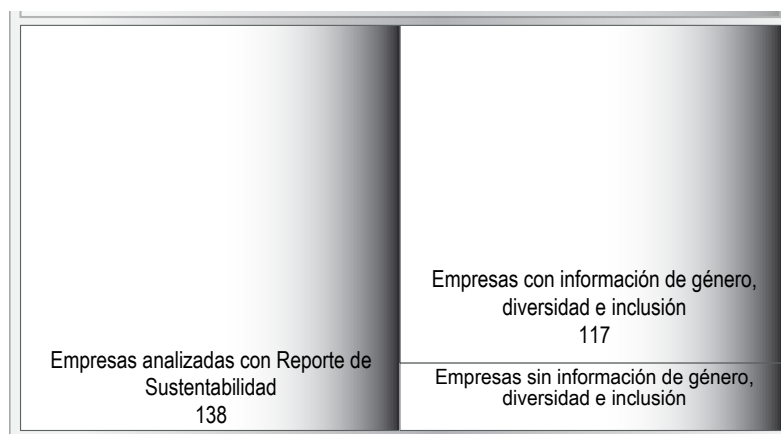 Empresas analizadas con Reporte de
Sustentabilidad
138
Empresas con información de género,
diversidad e inclusión
117
Empresas sin información de género,
diversidad e inclusión